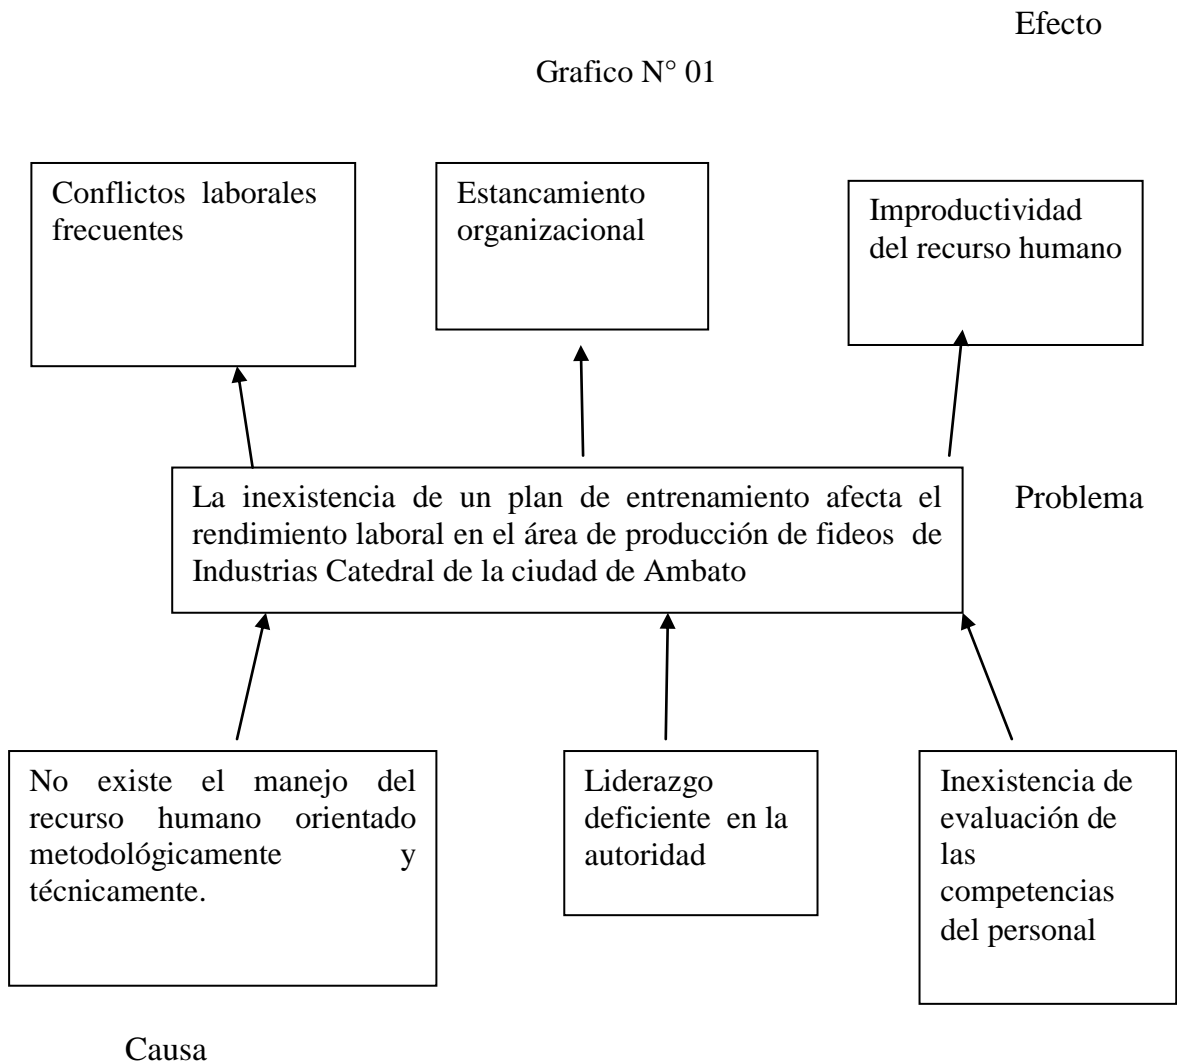 Efecto
Grafico N° 01
Conflictos laborales
frecuentes
Estancamiento
organizacional
Improductividad
del recurso humano
La inexistencia de un plan de entrenamiento afecta el
rendimiento laboral en el área de producción de fideos de
Industrias Catedral de la ciudad de Ambato
Problema
No existe el manejo del
recurso humano orientado
metodológicamente y
técnicamente.
Liderazgo
deficiente en la
autoridad
Inexistencia de
evaluación de
las
competencias
del personal
Causa